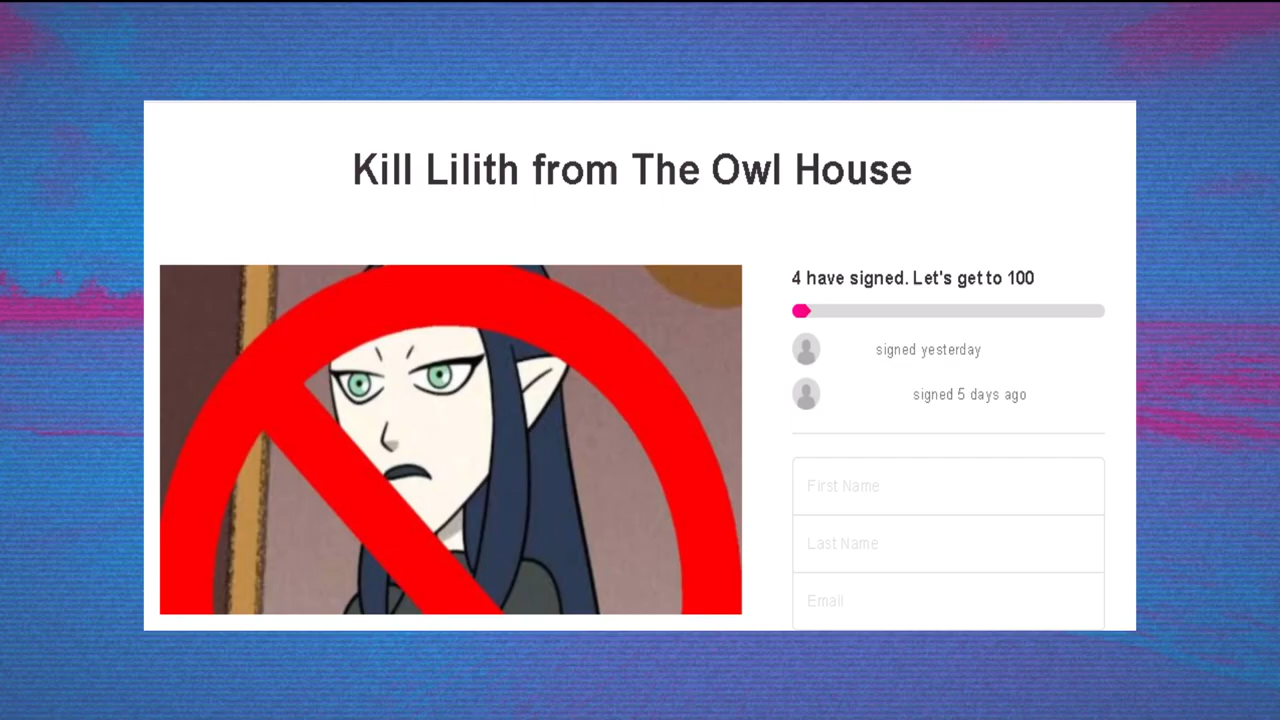 Kill Lilith from The Owl House
4 have signed. Let's get to 100
signed yesterday
signed 5 days ago
First Name
Last Name
Email